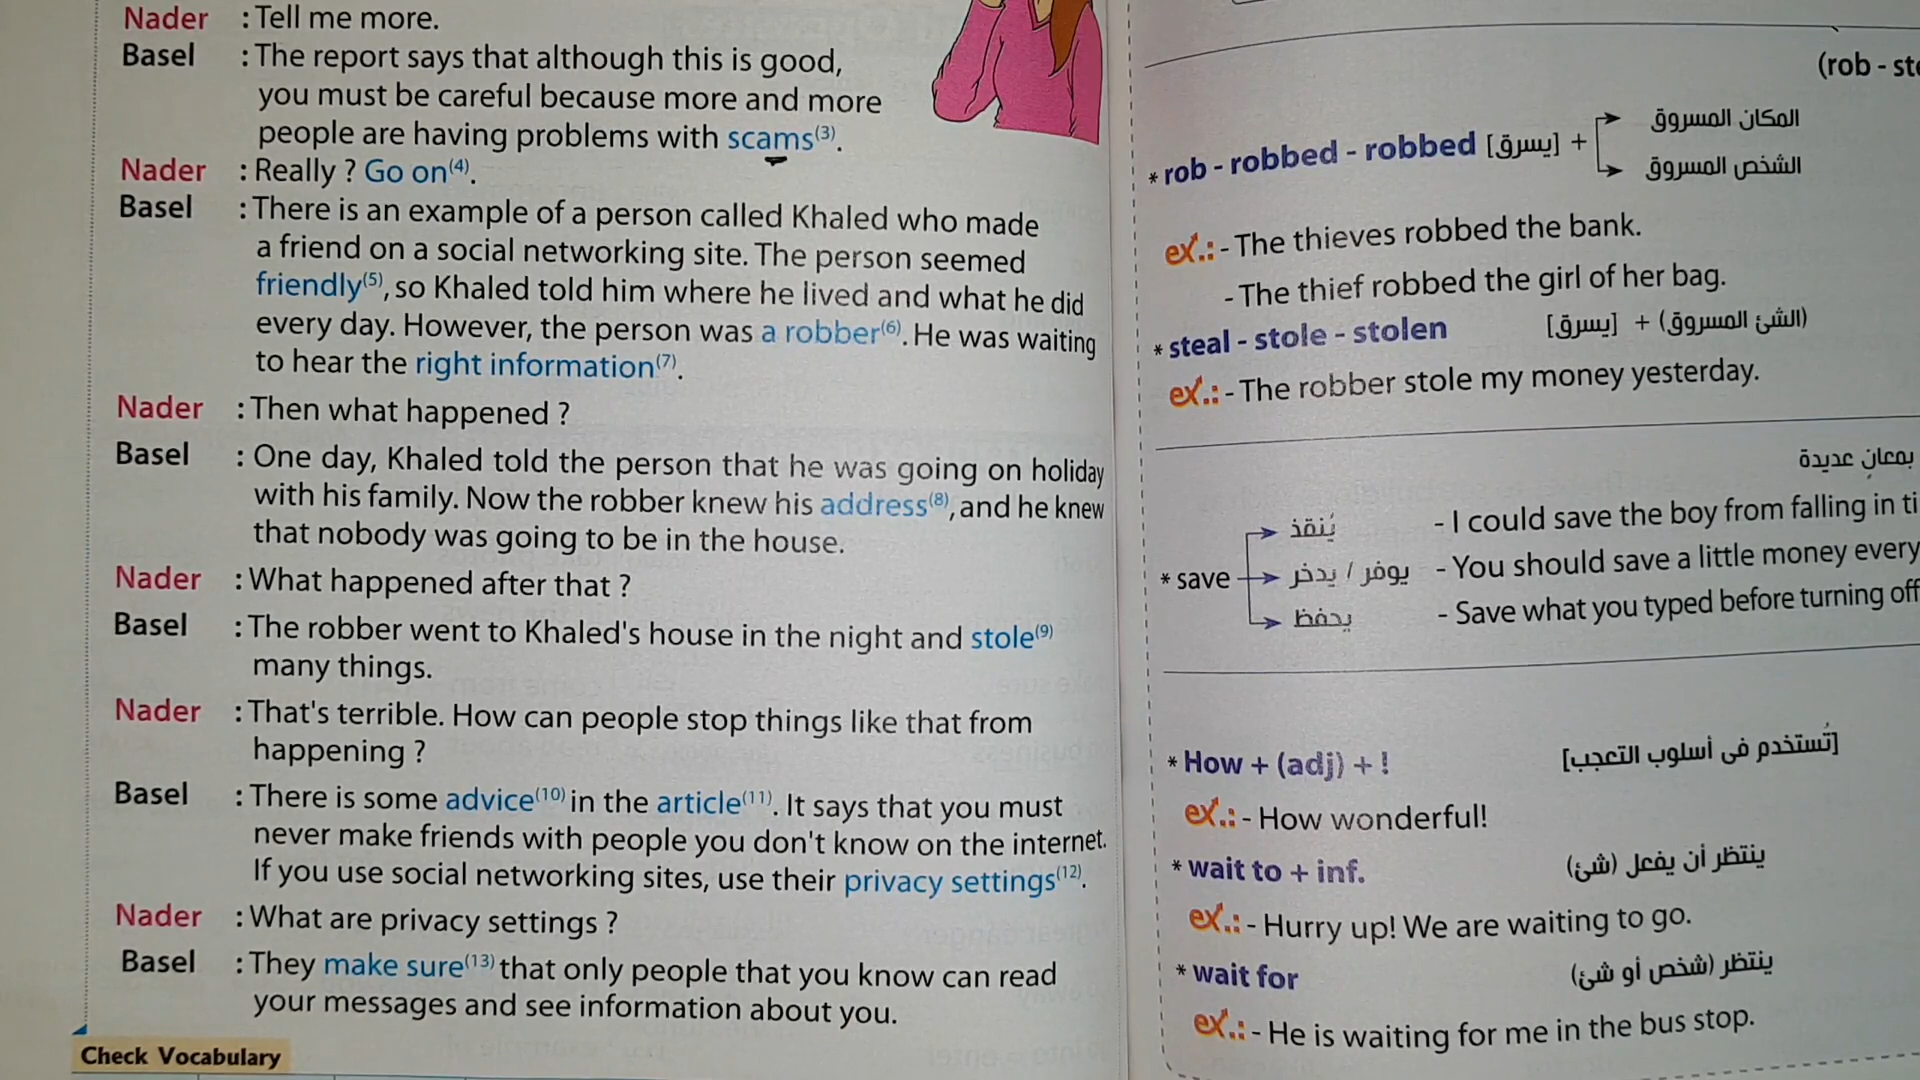 Nader : Tell me more.
Basel : The report says that although this is good,
you must be careful because more and more
people are having problems with scams(3).
Nader : Really ? Go on(4).
Basel : There is an example of a person called Khaled who made
a friend on a social networking site. The person seemed
friendly(5), so Khaled told him where he lived and what he did
every day. However, the person was a robber(6). He was waiting
to hear the right information(7).
Nader : Then what happened ?
Basel : One day, Khaled told the person that he was going on holiday
with his family. Now the robber knew his address(8), and he knew
that nobody was going to be in the house.
Nader : What happened after that ?
Basel : The robber went to Khaled's house in the night and stole(9)
many things.
Nader : That's terrible. How can people stop things like that from
happening ?
Basel : There is some advice(10) in the article(11). It says that you must
never make friends with people you don't know on the internet.
If you use social networking sites, use their privacy settings(12).
Nader : What are privacy settings ?
Basel : They make sure(13) that only people that you know can read
your messages and see information about you.
Check Vocabulary
(rob -
المكان المسروق
* rob - robbed - robbed [يسرق] +
الشخص المسروق
ex.: - The thieves robbed the bank.
- The thief robbed the girl of her bag.
* steal - stole - stolen [يسرق] + (الشئ المسروق)
ex.: - The robber stole my money yesterday.
بمعانٍ عديدة
يُنقذ - I could save the boy from falling in
* save يوفر / يدخر - You should save a little money every
يحفظ - Save what you typed before turning off
* How + (adj) + ! [تُستخدم فى أسلوب التعجب]
ex.: - How wonderful!
* wait to + inf. ينتظر أن يفعل (شئ)
ex.: - Hurry up! We are waiting to go.
* wait for ينتظر (شخص أو شئ)
ex.: - He is waiting for me in the bus stop.